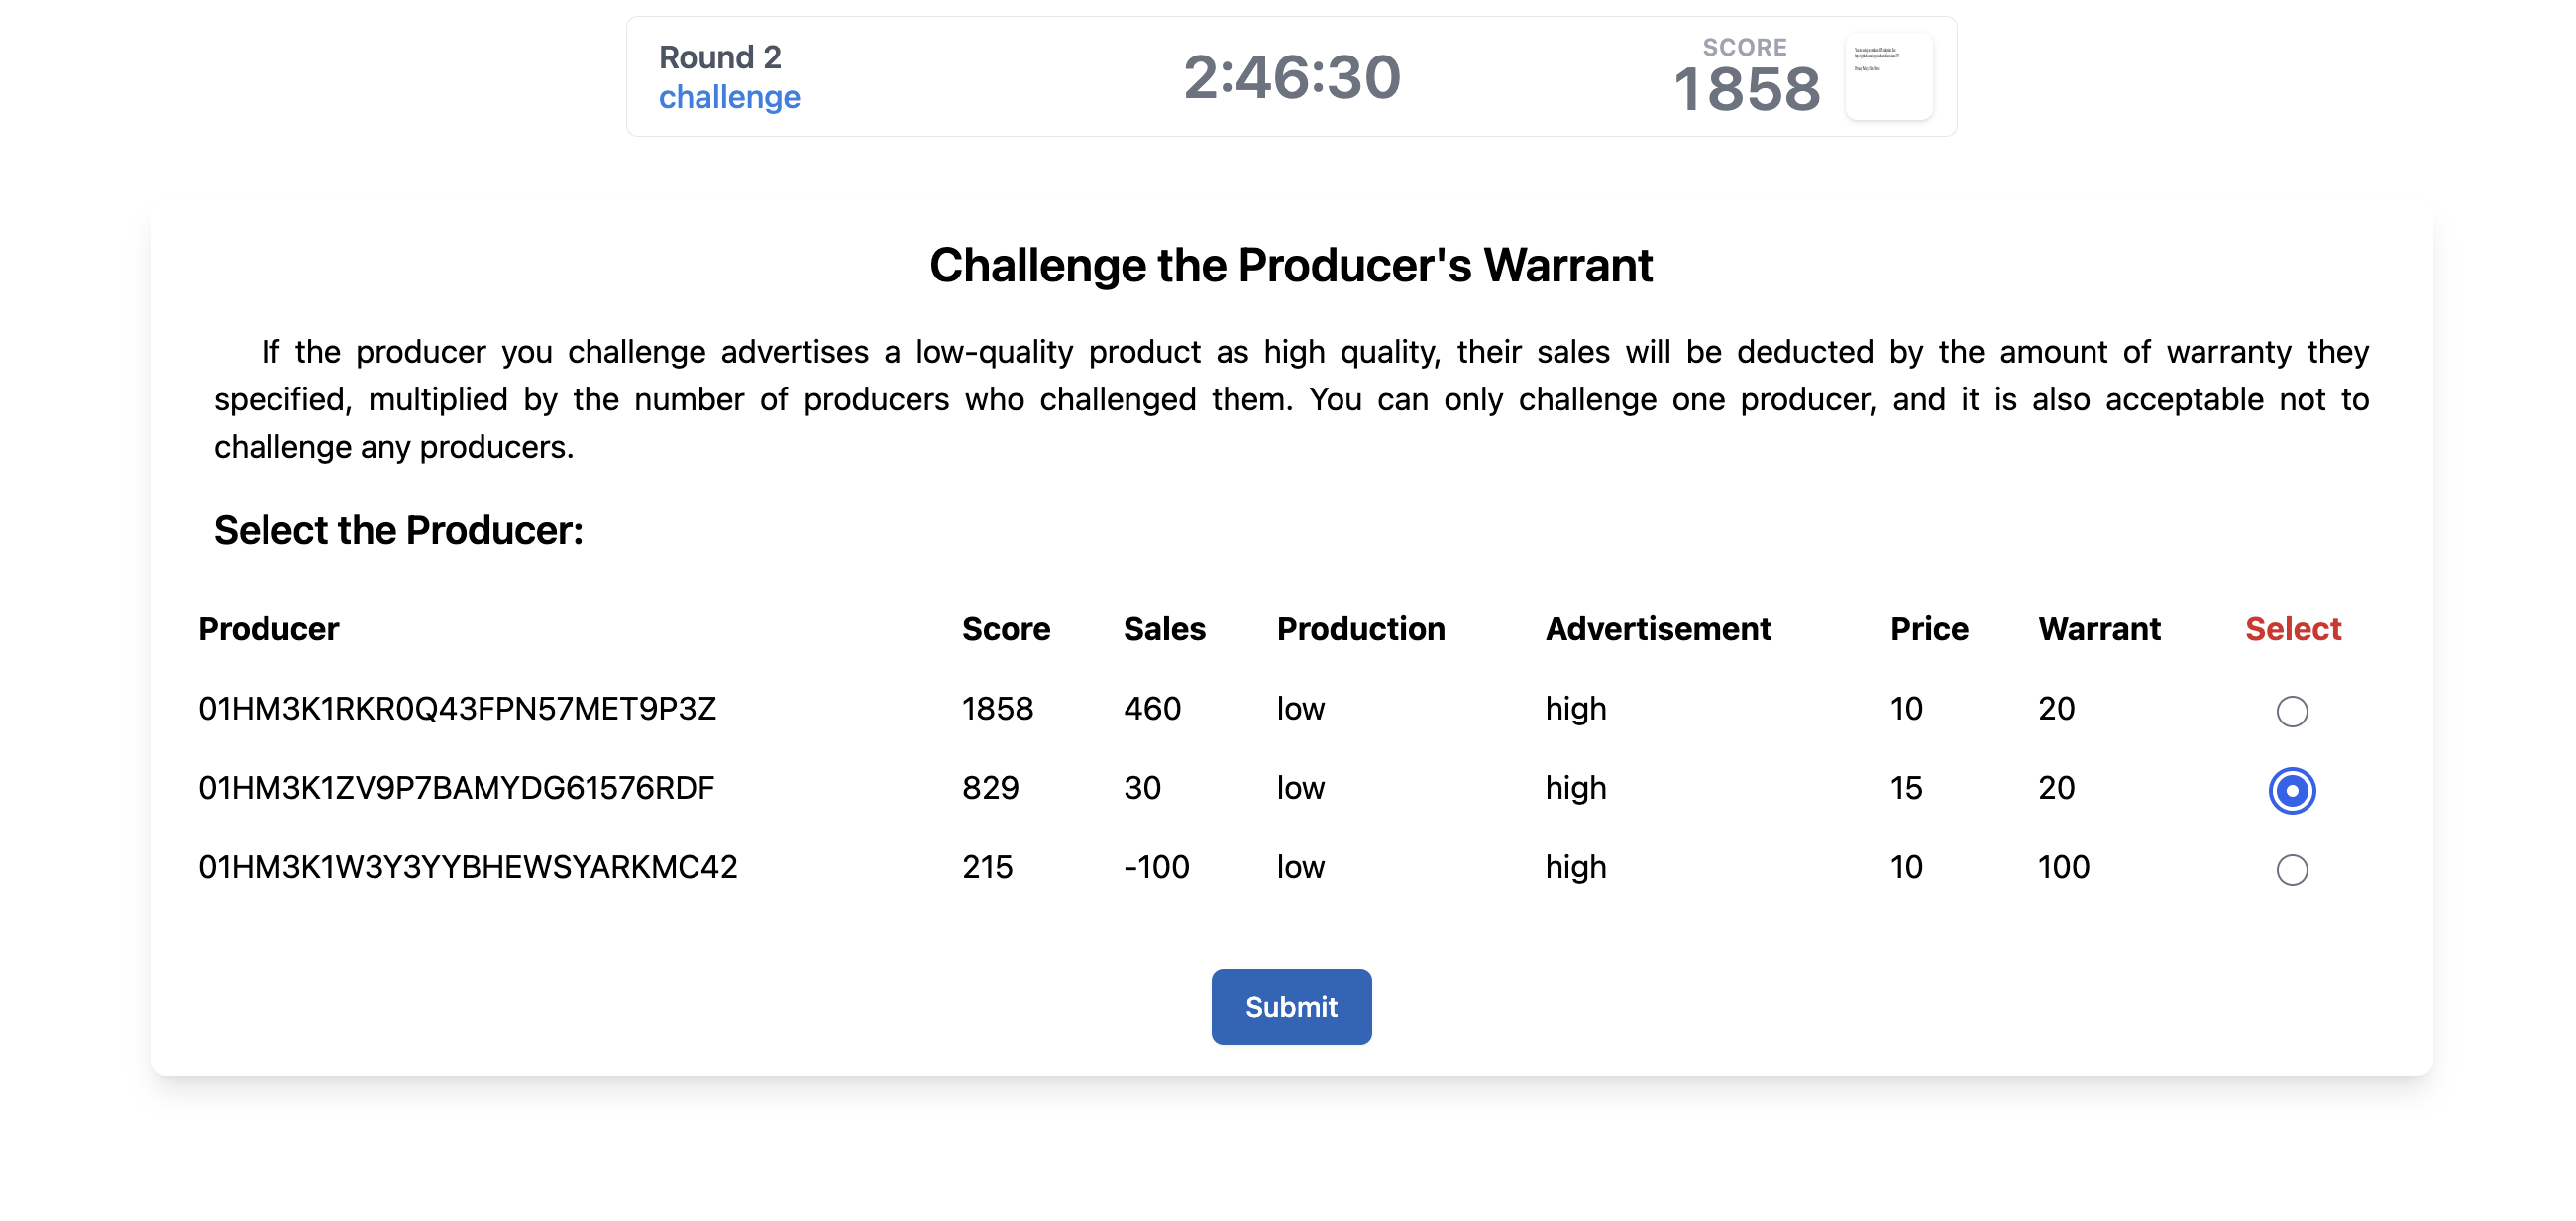 Round 2
challenge
2:46:30
SCORE
1858
Challenge the Producer's Warrant
If the producer you challenge advertises a low-quality product as high quality, their sales will be deducted by the amount of warranty they
specified, multiplied by the number of producers who challenged them. You can only challenge one producer, and it is also acceptable not to
challenge any producers.
Select the Producer:
Producer Score Sales Production Advertisement Price Warrant Select
01HM3K1RKR0Q43FPN57MET9P3Z 1858 460 low high 10 20
01HM3K1ZV9P7BAMYDG61576RDF 829 30 low high 15 20
01HM3K1W3Y3YYBHEWSYARKMC42 215 -100 low high 10 100
Submit